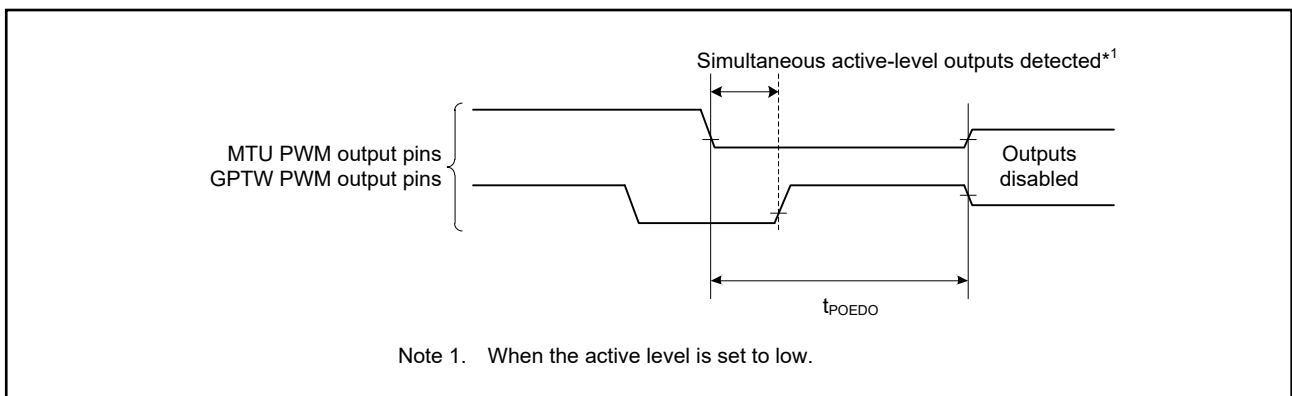 Simultaneous active-level outputs detected*1
MTU PWM output pins
GPTW PWM output pins
Outputs
disabled
tPOEDO
Note 1. When the active level is set to low.